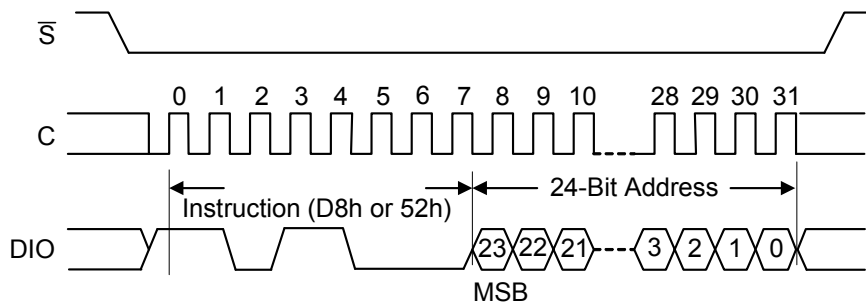 S
0 1 2 3 4 5 6 7 8 9 10 28 29 30 31
C
Instruction (D8h or 52h)
24-Bit Address
DIO
23 22 21 3 2 1 0
MSB